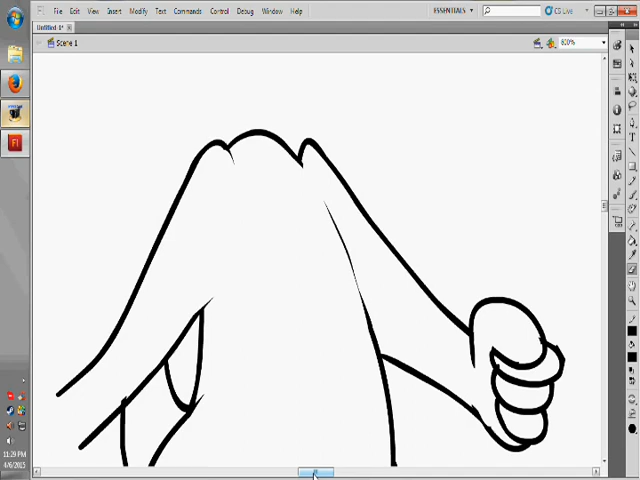 File Edit View Insert Modify Text Commands Control Debug Window Help
ESSENTIALS
CS Live
Untitled-1*
Scene 1
800%
Fl
11:29 PM
4/6/2015